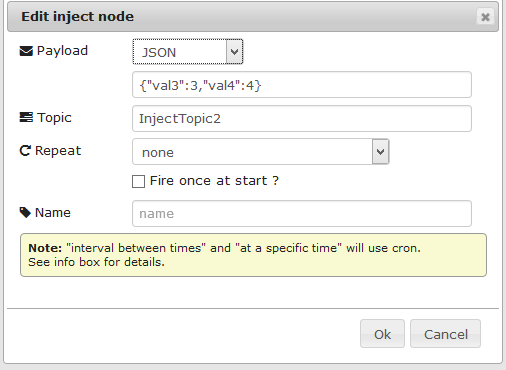 Edit inject node
Payload
JSON
{"val3":3,"val4":4}
Topic
InjectTopic2
Repeat
none
Fire once at start ?
Name
name
Note: "interval between times" and "at a specific time" will use cron.
See info box for details.
Ok
Cancel